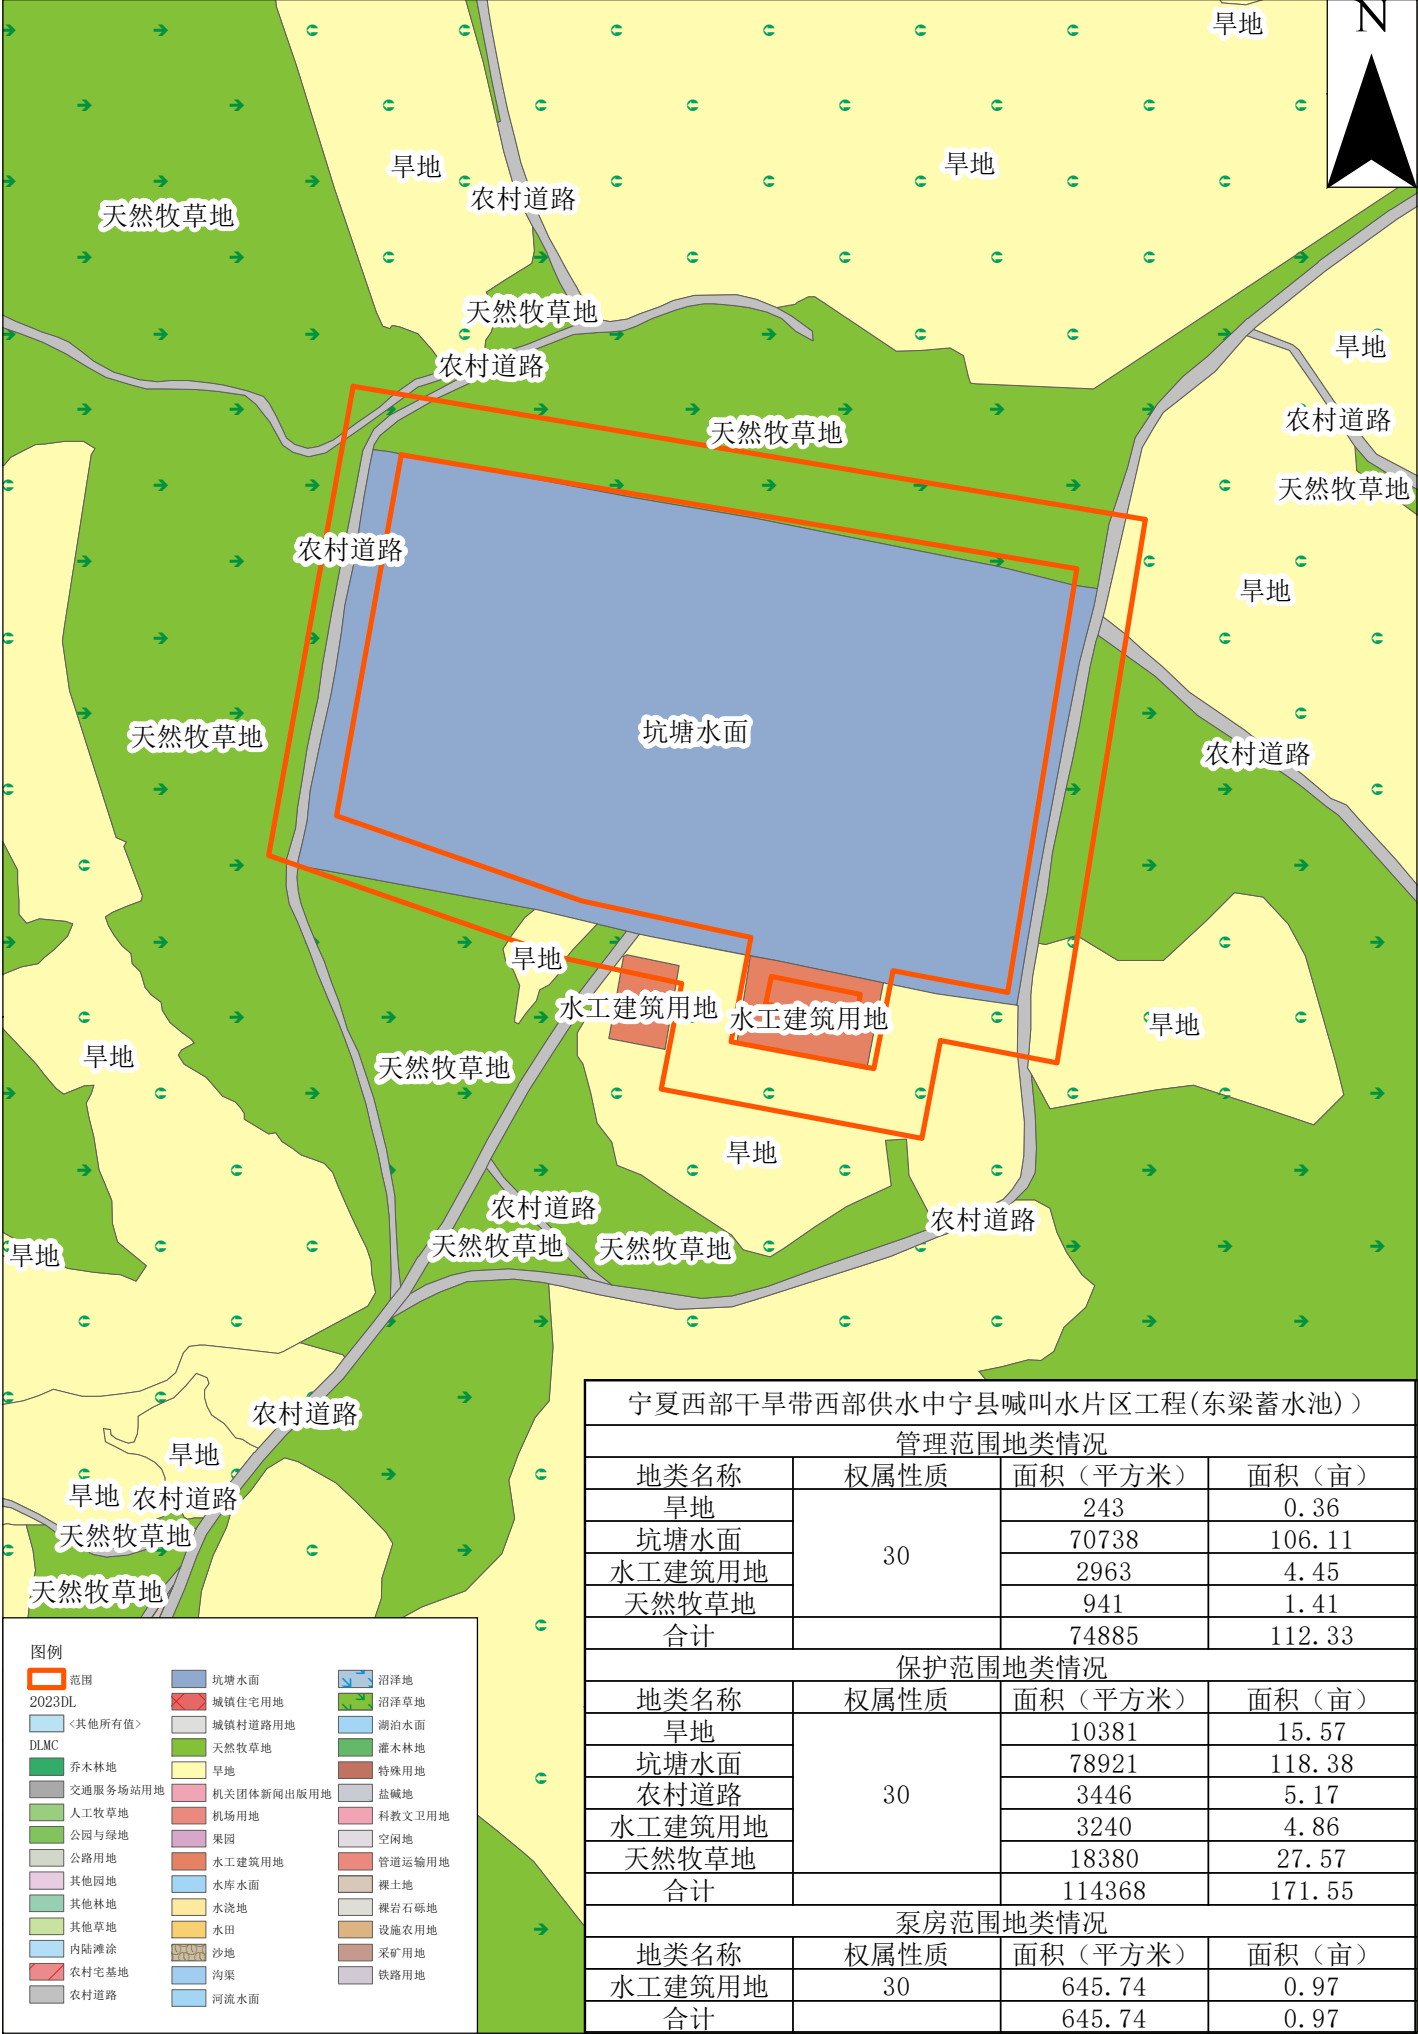 N
旱地
旱地
旱地
农村道路
天然牧草地
天然牧草地
旱地
农村道路
农村道路
天然牧草地
天然牧草地
农村道路
旱地
坑塘水面
天然牧草地
农村道路
旱地
水工建筑用地
水工建筑用地
旱地
旱地
天然牧草地
旱地
农村道路
农村道路
天然牧草地
天然牧草地
旱地
农村道路
旱地
旱地
农村道路
天然牧草地
天然牧草地
宁夏西部干旱带西部供水中宁县喊叫水片区工程(东梁蓄水池)）
管理范围地类情况
地类名称 权属性质 面积（平方米） 面积（亩）
旱地 243 0.36
坑塘水面 70738 106.11
30
水工建筑用地 2963 4.45
天然牧草地 941 1.41
合计 74885 112.33
保护范围地类情况
地类名称 权属性质 面积（平方米） 面积（亩）
旱地 10381 15.57
坑塘水面 78921 118.38
农村道路 30 3446 5.17
水工建筑用地 3240 4.86
天然牧草地 18380 27.57
合计 114368 171.55
泵房范围地类情况
地类名称 权属性质 面积（平方米） 面积（亩）
水工建筑用地 30 645.74 0.97
合计 645.74 0.97
图例
范围
2023DL
<其他所有值>
DLMC
乔木林地
交通服务场站用地
人工牧草地
公园与绿地
公路用地
其他园地
其他林地
其他草地
内陆滩涂
农村宅基地
农村道路
坑塘水面
城镇住宅用地
城镇村道路用地
天然牧草地
旱地
机关团体新闻出版用地
机场用地
果园
水工建筑用地
水库水面
水浇地
水田
沙地
沟渠
河流水面
沼泽地
沼泽草地
湖泊水面
灌木林地
特殊用地
盐碱地
科教文卫用地
空闲地
管道运输用地
裸土地
裸岩石砾地
设施农用地
采矿用地
铁路用地